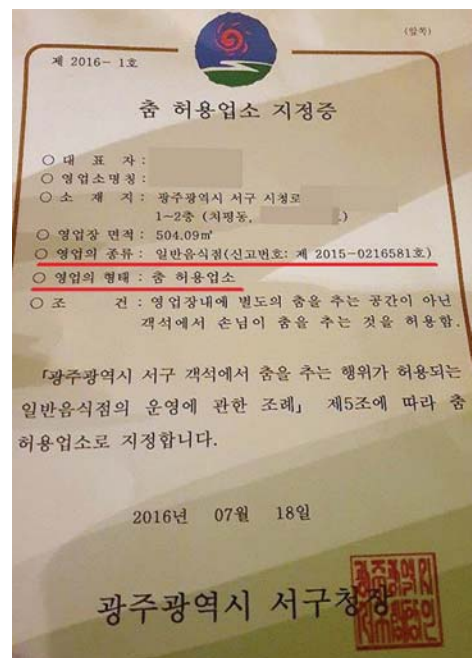 (앞쪽)
제 2016- 1호
춤 허용업소 지정증
○ 대 표 자 :
○ 영업소명칭 :
○ 소 재 지 : 광주광역시 서구 시청로
1~2층 (치평동, )
○ 영업장 면적 : 504.09㎡
○ 영업의 종류 : 일반음식점(신고번호: 제 2015-0216581호)
○ 영업의 형태 : 춤 허용업소
○ 조 건 : 영업장내에 별도의 춤을 추는 공간이 아닌
객석에서 손님이 춤을 추는 것을 허용함.
「광주광역시 서구 객석에서 춤을 추는 행위가 허용되는
일반음식점의 운영에 관한 조례」 제5조에 따라 춤
허용업소로 지정합니다.
2016년 07월 18일
광주광역시 서구청장